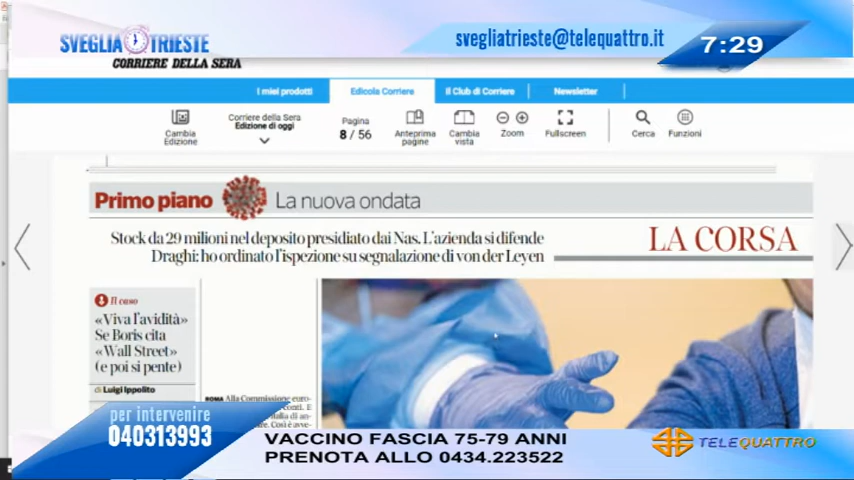 SVEGLIA TRIESTE
svegliatrieste@telequattro.it
7:29
CORRIERE DELLA SERA
I miei prodotti
Edicola Corriere
Il Club di Corriere
Newsletter
Cambia
Edizione
Corriere della Sera
Edizione di oggi
Pagina
8 / 56
Anteprima
pagine
Cambia
vista
Zoom
Fullscreen
Cerca
Funzioni
Primo piano La nuova ondata
Stock da 29 milioni nel deposito presidiato dai Nas. L'azienda si difende
Draghi: ho ordinato l'ispezione su segnalazione di von der Leyen
LA CORSA
Il caso
«Viva l'avidità»
Se Boris cita
«Wall Street»
(e poi si pente)
di Luigi Ippolito
ROMA Alla Commissione euro-
per intervenire
040313993
VACCINO FASCIA 75-79 ANNI
PRENOTA ALLO 0434.223522
TELEQUATTRO